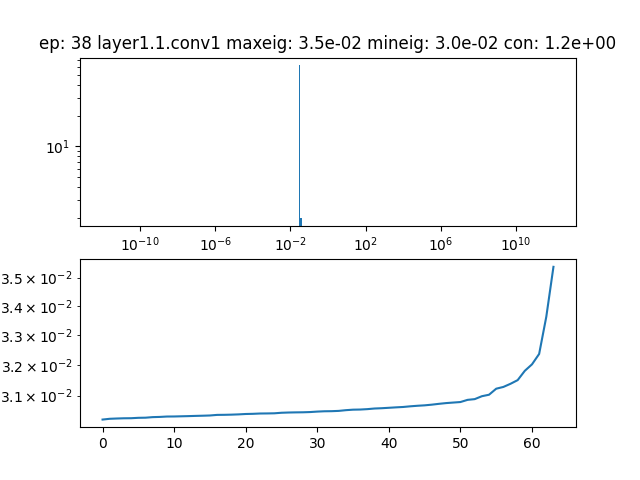 ep: 38 layer1.1.conv1 maxeig: 3.5e-02 mineig: 3.0e-02 con: 1.2e+00
10¹
10⁻¹⁰ 10⁻⁶ 10⁻² 10² 10⁶ 10¹⁰
3.5 × 10⁻²
3.4 × 10⁻²
3.3 × 10⁻²
3.2 × 10⁻²
3.1 × 10⁻²
0 10 20 30 40 50 60